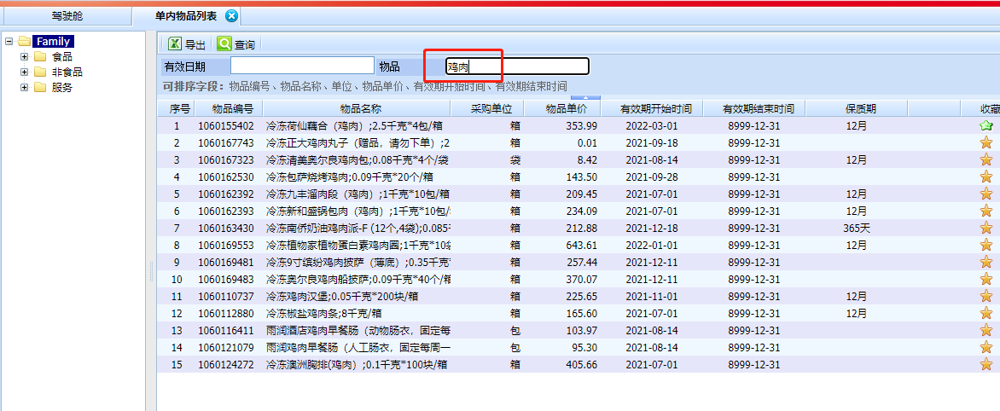 驾驶舱 单内物品列表
Family
食品
非食品
服务
导出 查询
有效日期 物品 鸡肉
可排序字段：物品编号、物品名称、单位、物品单价、有效期开始时间、有效期结束时间
序号 物品编号 物品名称 采购单位 物品单价 有效期开始时间 有效期结束时间 保质期 收藏
1 1060155402 冷冻荷仙藕合（鸡肉）;2.5千克*4包/箱 箱 353.99 2022-03-01 8999-12-31 12月
2 1060167743 冷冻正大鸡肉丸子（赠品，请勿下单）;2 箱 0.01 2021-09-18 8999-12-31
3 1060167323 冷冻清美奥尔良鸡肉包;0.08千克*4个/袋 袋 8.42 2021-08-14 8999-12-31 12月
4 1060162530 冷冻包萨烧烤鸡肉;0.09千克*20个/箱 箱 143.50 2021-09-28 8999-12-31
5 1060162392 冷冻九丰溜肉段（鸡肉）;1千克*10包/箱 箱 209.45 2021-07-01 8999-12-31 12月
6 1060162393 冷冻新和盛锅包肉（鸡肉）;1千克*10包/ 箱 234.09 2021-07-01 8999-12-31 12月
7 1060163430 冷冻南侨奶油鸡肉派-F (12个,4袋);0.085 箱 212.88 2021-12-18 8999-12-31 365天
8 1060169553 冷冻植物家植物蛋白素鸡肉圆;1千克*10袋 箱 643.61 2022-01-01 8999-12-31 12月
9 1060169481 冷冻9寸缤纷鸡肉披萨（薄底）;0.35千克* 箱 257.44 2021-12-11 8999-12-31
10 1060169483 冷冻奥尔良鸡肉船披萨;0.09千克*40个/箱 箱 370.07 2021-12-11 8999-12-31
11 1060110737 冷冻鸡肉汉堡;0.05千克*200块/箱 箱 225.65 2021-11-01 8999-12-31 12月
12 1060112880 冷冻椒盐鸡肉条;8千克/箱 箱 165.60 2021-07-01 8999-12-31 12月
13 1060116411 雨润酒店鸡肉早餐肠（动物肠衣，固定每 包 103.97 2021-08-14 8999-12-31
14 1060121079 雨润鸡肉早餐肠（人工肠衣，固定每周一 包 95.30 2021-08-14 8999-12-31
15 1060124272 冷冻澳洲胸排(鸡肉）;0.1千克*100块/箱 箱 405.66 2021-07-01 8999-12-31